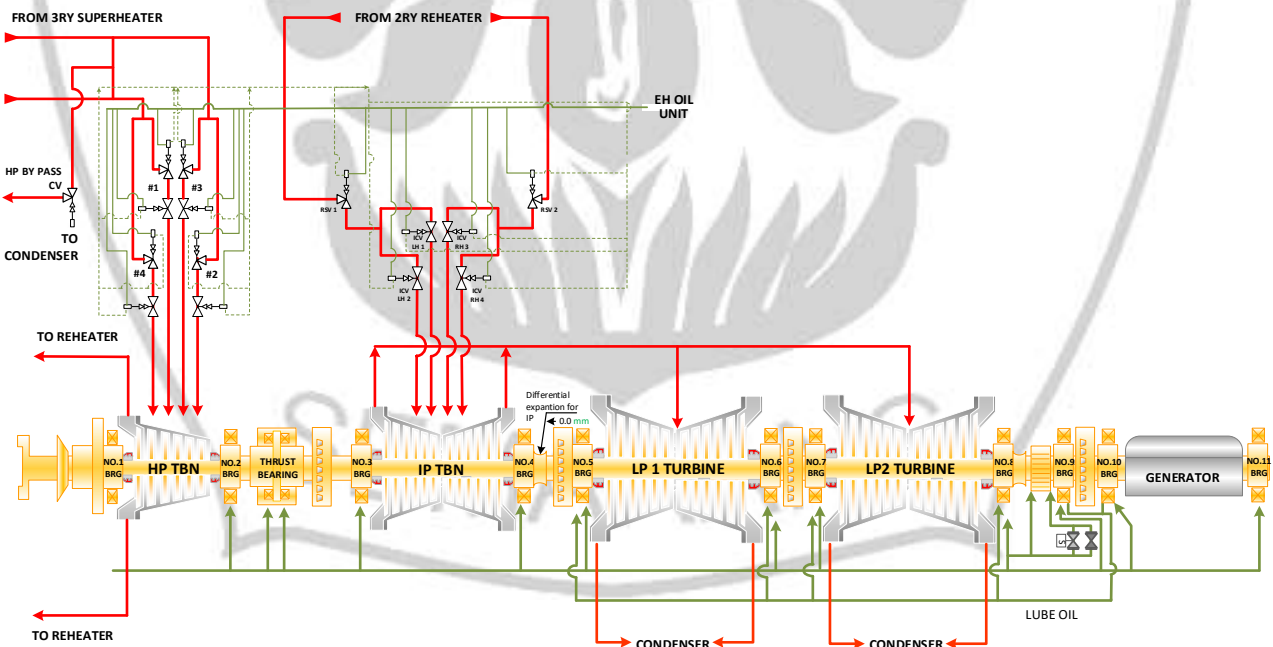 FROM 3RY SUPERHEATER
FROM 2RY REHEATER
EH OIL
UNIT
HP BY PASS
CV
TO
CONDENSER
#1
#3
#4
#2
RSV 1
RSV 2
ICV
LH 1
ICV
RH 3
ICV
LH 2
ICV
RH 4
TO REHEATER
Differential
expantion for
IP
0.0 mm
NO.1
BRG
HP TBN
NO.2
BRG
THRUST
BEARING
NO.3
BRG
IP TBN
NO.4
BRG
NO.5
BRG
LP 1 TURBINE
NO.6
BRG
NO.7
BRG
LP2 TURBINE
NO.8
BRG
NO.9
BRG
NO.10
BRG
GENERATOR
NO.11
BRG
S
LUBE OIL
TO REHEATER
CONDENSER
CONDENSER